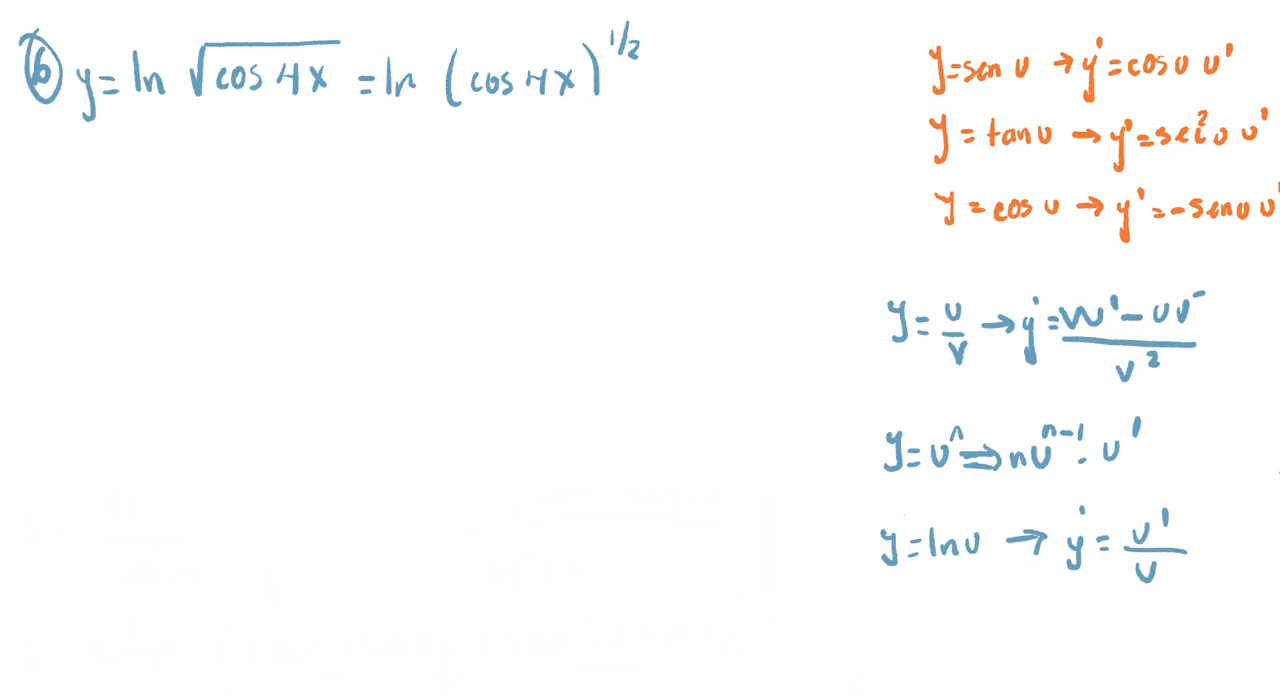 ⑥ y = ln √cos 4x = ln (cos 4x)^1/2
y = sen u → y' = cos u u'
y = tan u → y' = sec² u u'
y = cos u → y' = - sen u u'
y = u/v → y' = vu' - uv' / v²
y = u^n ⇒ nu^n-1 · u'
y = ln u → y' = u'/u